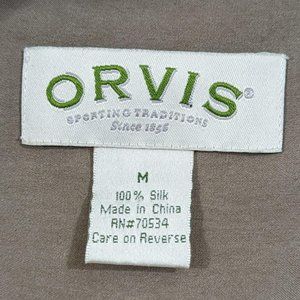 ORVIS®
SPORTING TRADITIONS
Since 1856
M
100% Silk
Made in China
RN#70534
Care on Reverse